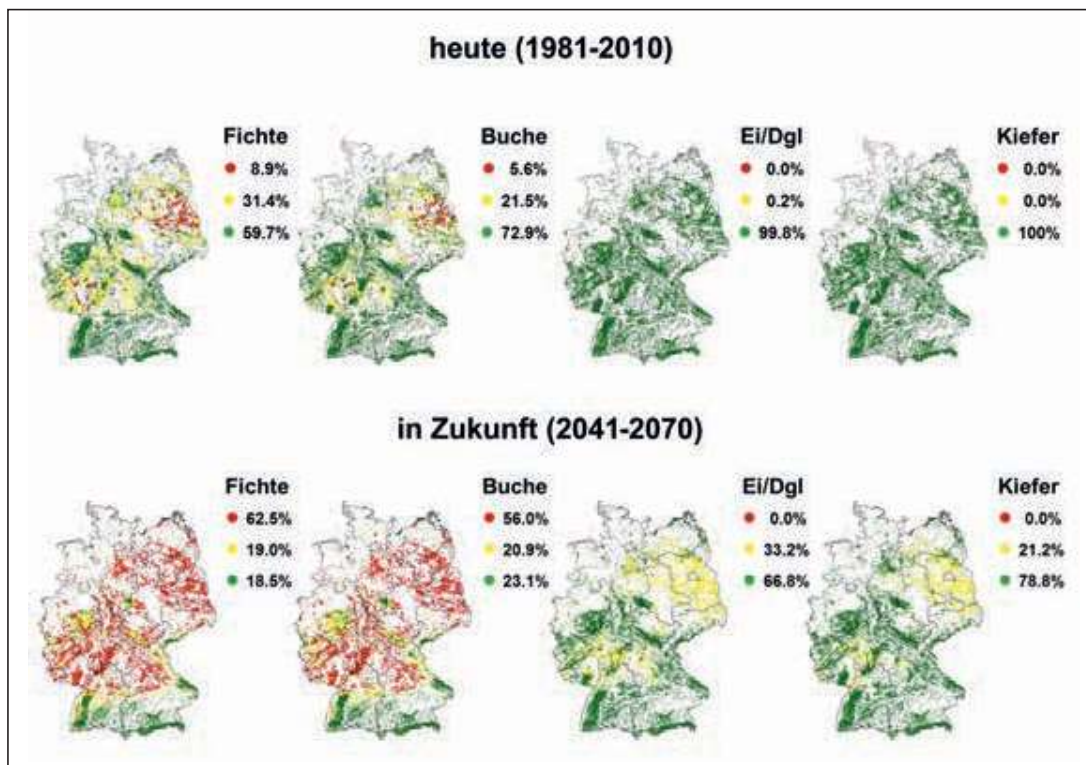 heute (1981-2010)
Fichte Buche Ei/Dgl Kiefer
8.9% 5.6% 0.0% 0.0%
31.4% 21.5% 0.2% 0.0%
59.7% 72.9% 99.8% 100%
in Zukunft (2041-2070)
Fichte Buche Ei/Dgl Kiefer
62.5% 56.0% 0.0% 0.0%
19.0% 20.9% 33.2% 21.2%
18.5% 23.1% 66.8% 78.8%